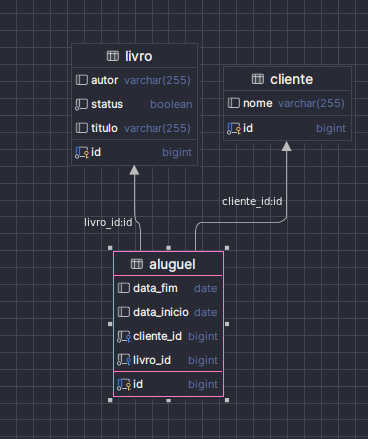 livro
autor varchar(255)
status boolean
titulo varchar(255)
id bigint
cliente
nome varchar(255)
id bigint
livro_id:id
cliente_id:id
aluguel
data_fim date
data_inicio date
cliente_id bigint
livro_id bigint
id bigint